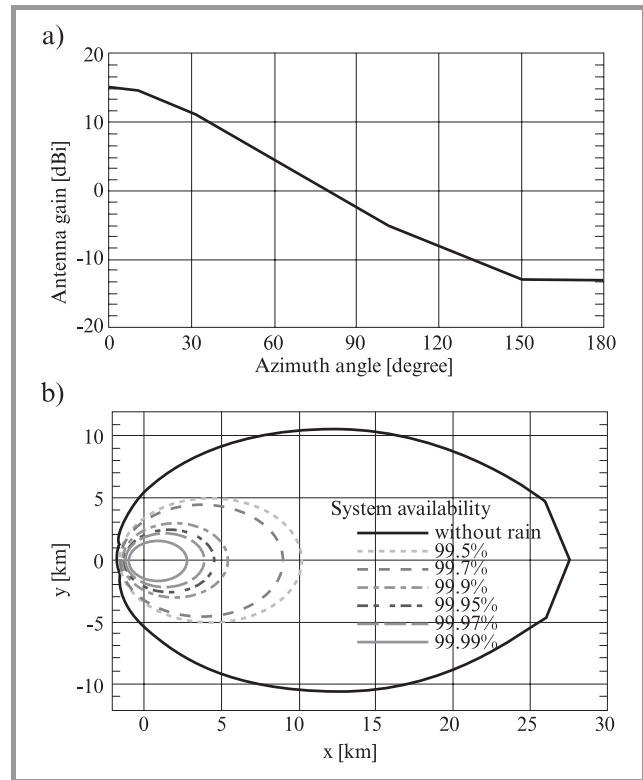 a)
20
10
0
-10
-20
Antenna gain [dBi]
0 30 60 90 120 150 180
Azimuth angle [degree]
b)
10
5
0
-5
-10
y [km]
System availability
without rain
99.5%
99.7%
99.9%
99.95%
99.97%
99.99%
0 5 10 15 20 25 30
x [km]